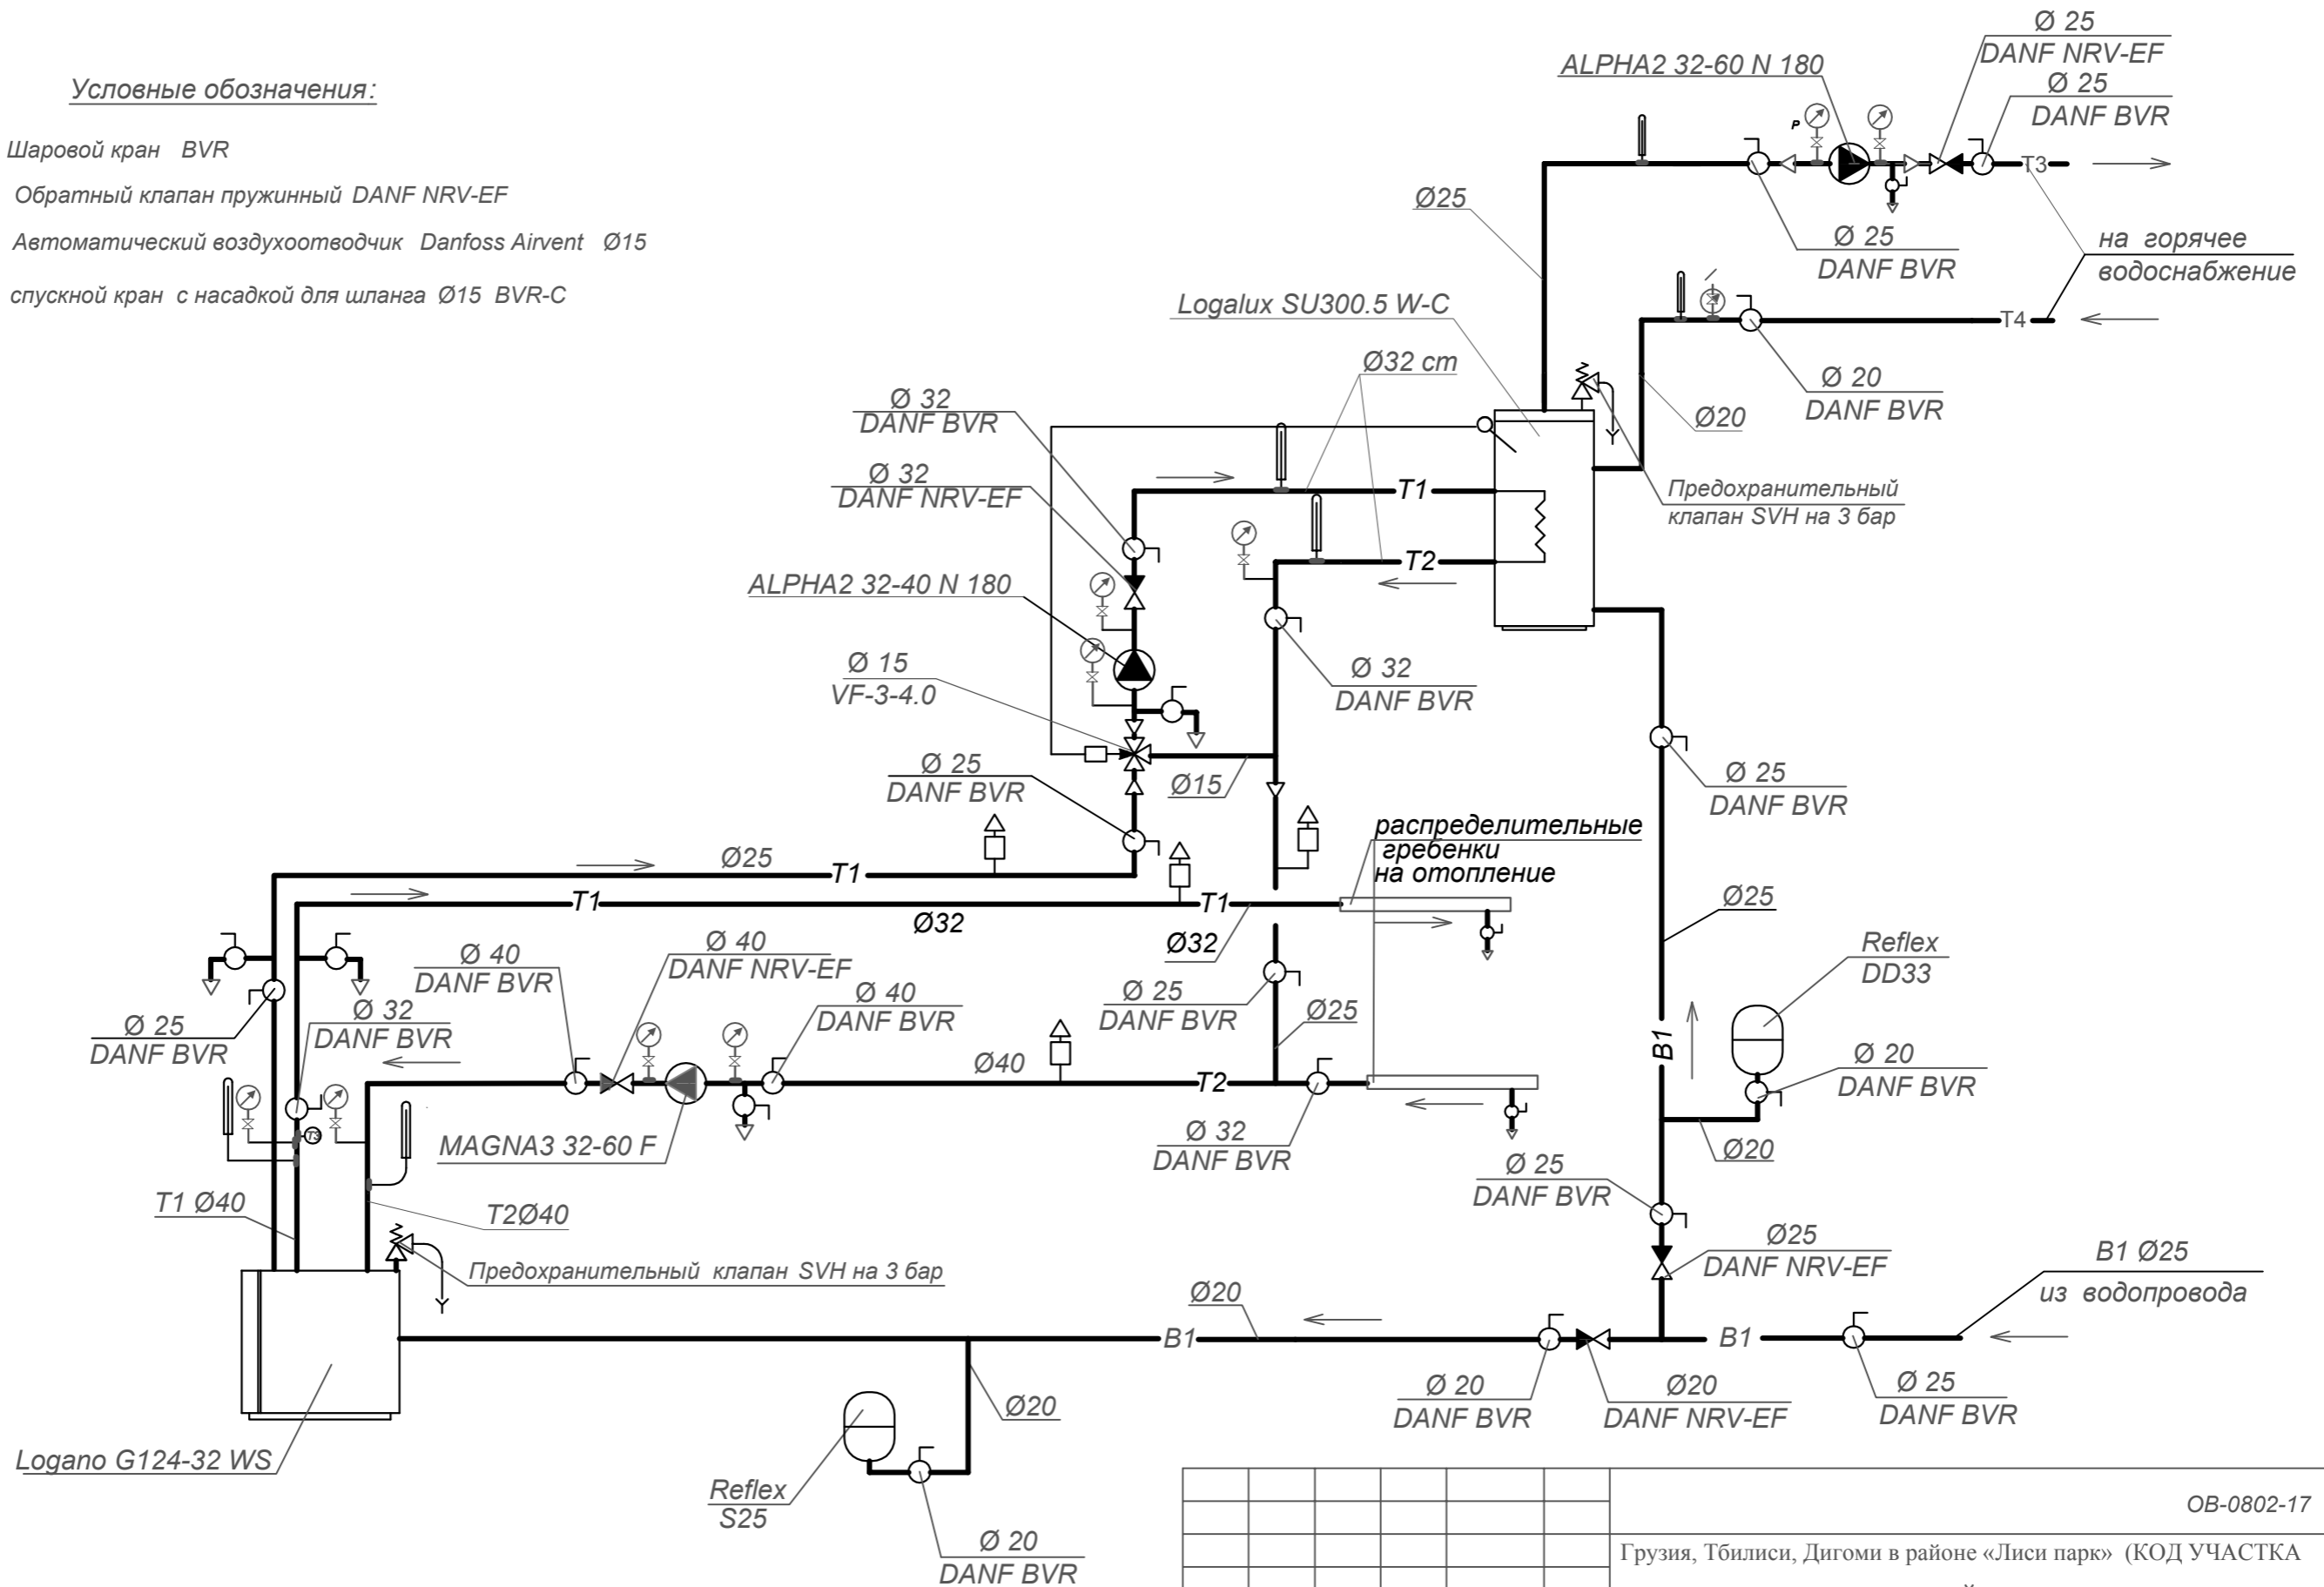 Условные обозначения:
Шаровой кран BVR
Обратный клапан пружинный DANF NRV-EF
Автоматический воздухоотводчик Danfoss Airvent Ø15
спускной кран с насадкой для шланга Ø15 BVR-C
ALPHA2 32-60 N 180
Ø 25
DANF NRV-EF
Ø 25
DANF BVR
P
T3
Ø25
Ø 25
DANF BVR
на горячее
водоснабжение
T4
Logalux SU300.5 W-C
Ø32 ст
Ø 20
DANF BVR
Ø20
Ø 32
DANF BVR
Ø 32
DANF NRV-EF
T1
Предохранительный
клапан SVH на 3 бар
T2
ALPHA2 32-40 N 180
Ø 15
VF-3-4.0
Ø 32
DANF BVR
Ø 25
DANF BVR
Ø15
Ø 25
DANF BVR
распределительные
гребенки
на отопление
Ø25
T1
T1
Ø32
T1
Ø32
Ø25
Ø 40
DANF BVR
Ø 40
DANF NRV-EF
Ø 40
DANF BVR
Ø 25
DANF BVR
Ø25
Reflex
DD33
Ø 25
DANF BVR
Ø 32
DANF BVR
Ø40
T2
B1
Ø 20
DANF BVR
TS
MAGNA3 32-60 F
Ø 32
DANF BVR
Ø20
Ø 25
DANF BVR
T1 Ø40
T2Ø40
Предохранительный клапан SVH на 3 бар
Ø25
DANF NRV-EF
B1 Ø25
из водопровода
Ø20
B1
B1
Ø20
Ø 20
DANF BVR
Ø20
DANF NRV-EF
Ø 25
DANF BVR
Logano G124-32 WS
Reflex
S25
Ø 20
DANF BVR
ОВ-0802-17
Грузия, Тбилиси, Дигоми в районе «Лиси парк» (КОД УЧАСТКА